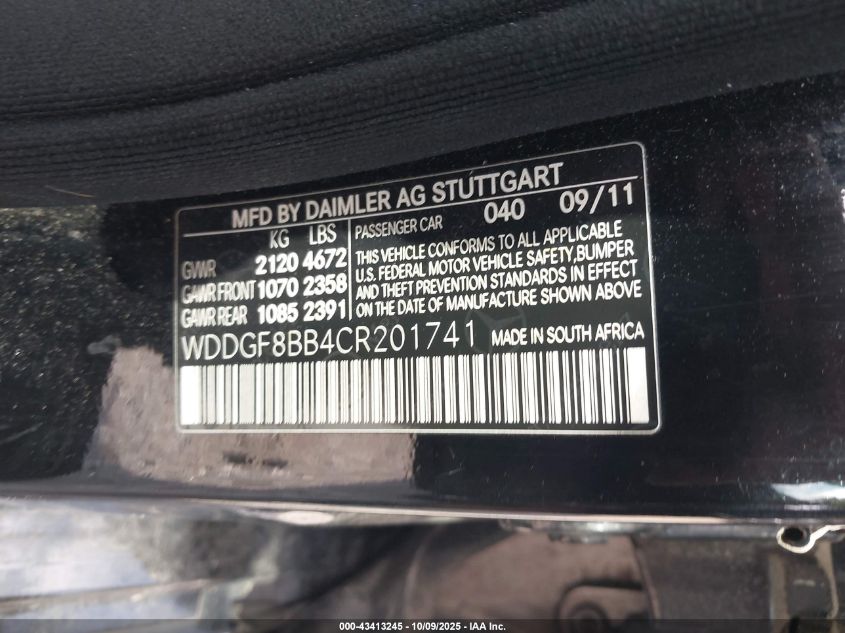 MFD BY DAIMLER AG STUTTGART
KG LBS
GVWR 2120 4672
GAWR FRONT 1070 2358
GAWR REAR 1085 2391
PASSENGER CAR 040 09/11
THIS VEHICLE CONFORMS TO ALL APPLICABLE
U.S. FEDERAL MOTOR VEHICLE SAFETY, BUMPER
AND THEFT PREVENTION STANDARDS IN EFFECT
ON THE DATE OF MANUFACTURE SHOWN ABOVE
WDDGF8BB4CR201741 MADE IN SOUTH AFRICA
000-43413245 - 10/09/2025 - IAA Inc.